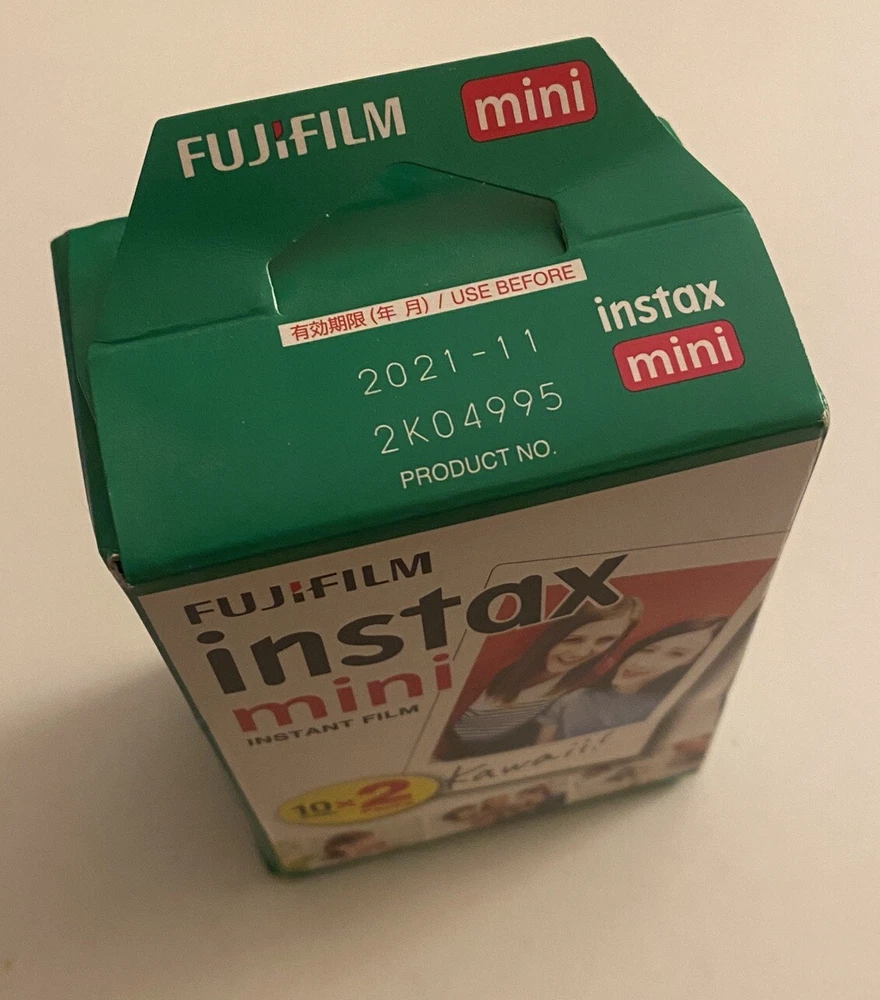 FUJIFILM mini
有効期限(年 月) / USE BEFORE
instax
mini
2021-11
2K04995
PRODUCT NO.
FUJIFILM
instax
mini
INSTANT FILM
10×2
Kawaii!